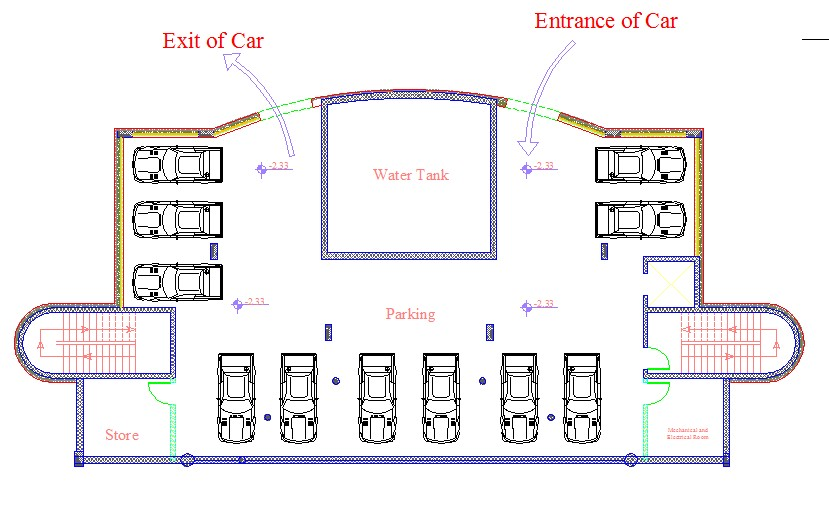 Exit of Car
Entrance of Car
-2.33
-2.33
Water Tank
-2.33
-2.33
Parking
Store
Mechanical and
Electrical Room